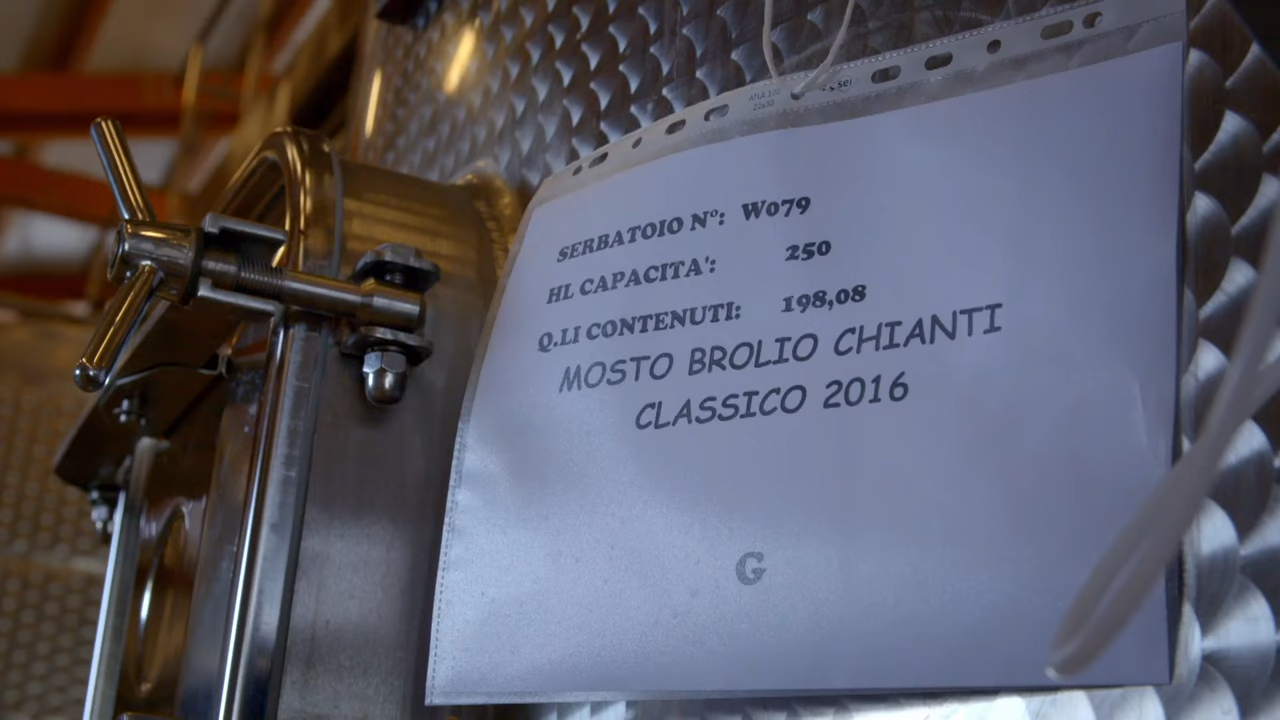 SERBATOIO N°: W079
HL CAPACITA': 250
Q.LI CONTENUTI: 198,08
MOSTO BROLIO CHIANTI
CLASSICO 2016
G